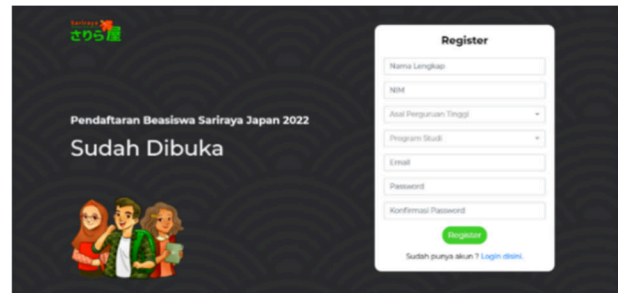 Sariraya
さりら屋
Pendaftaran Beasiswa Sariraya Japan 2022
Sudah Dibuka
Register
Nama Lengkap
NIM
Asal Perguruan Tinggi
Program Studi
Email
Password
Konfirmasi Password
Register
Sudah punya akun ? Login disini.